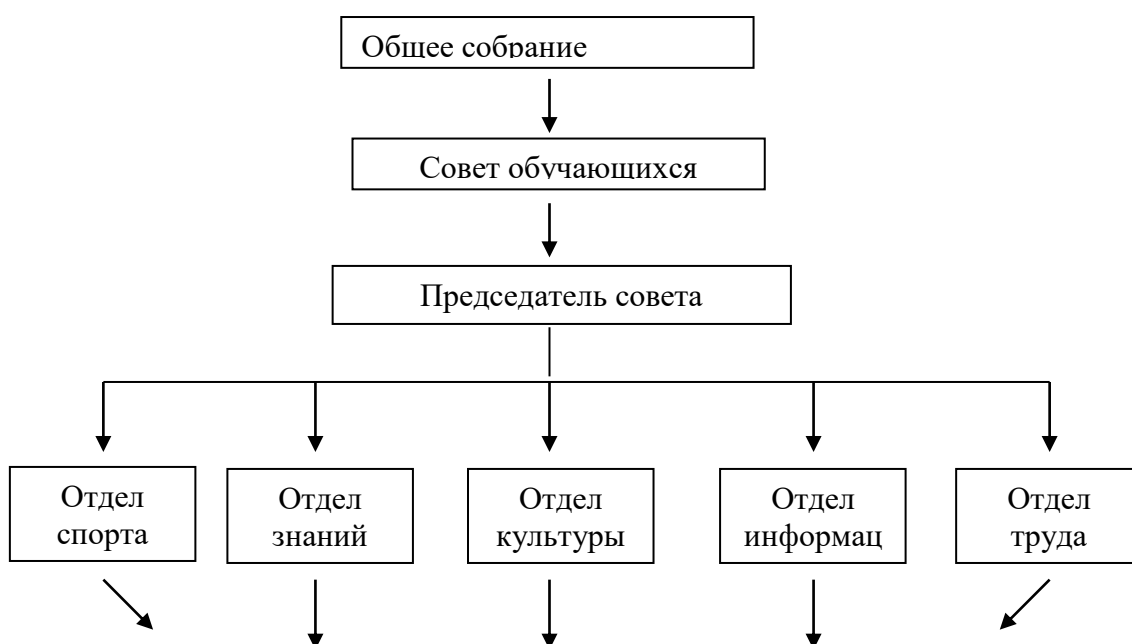 Общее собрание
Совет обучающихся
Председатель совета
Отдел
спорта
Отдел
знаний
Отдел
культуры
Отдел
информац
Отдел
труда